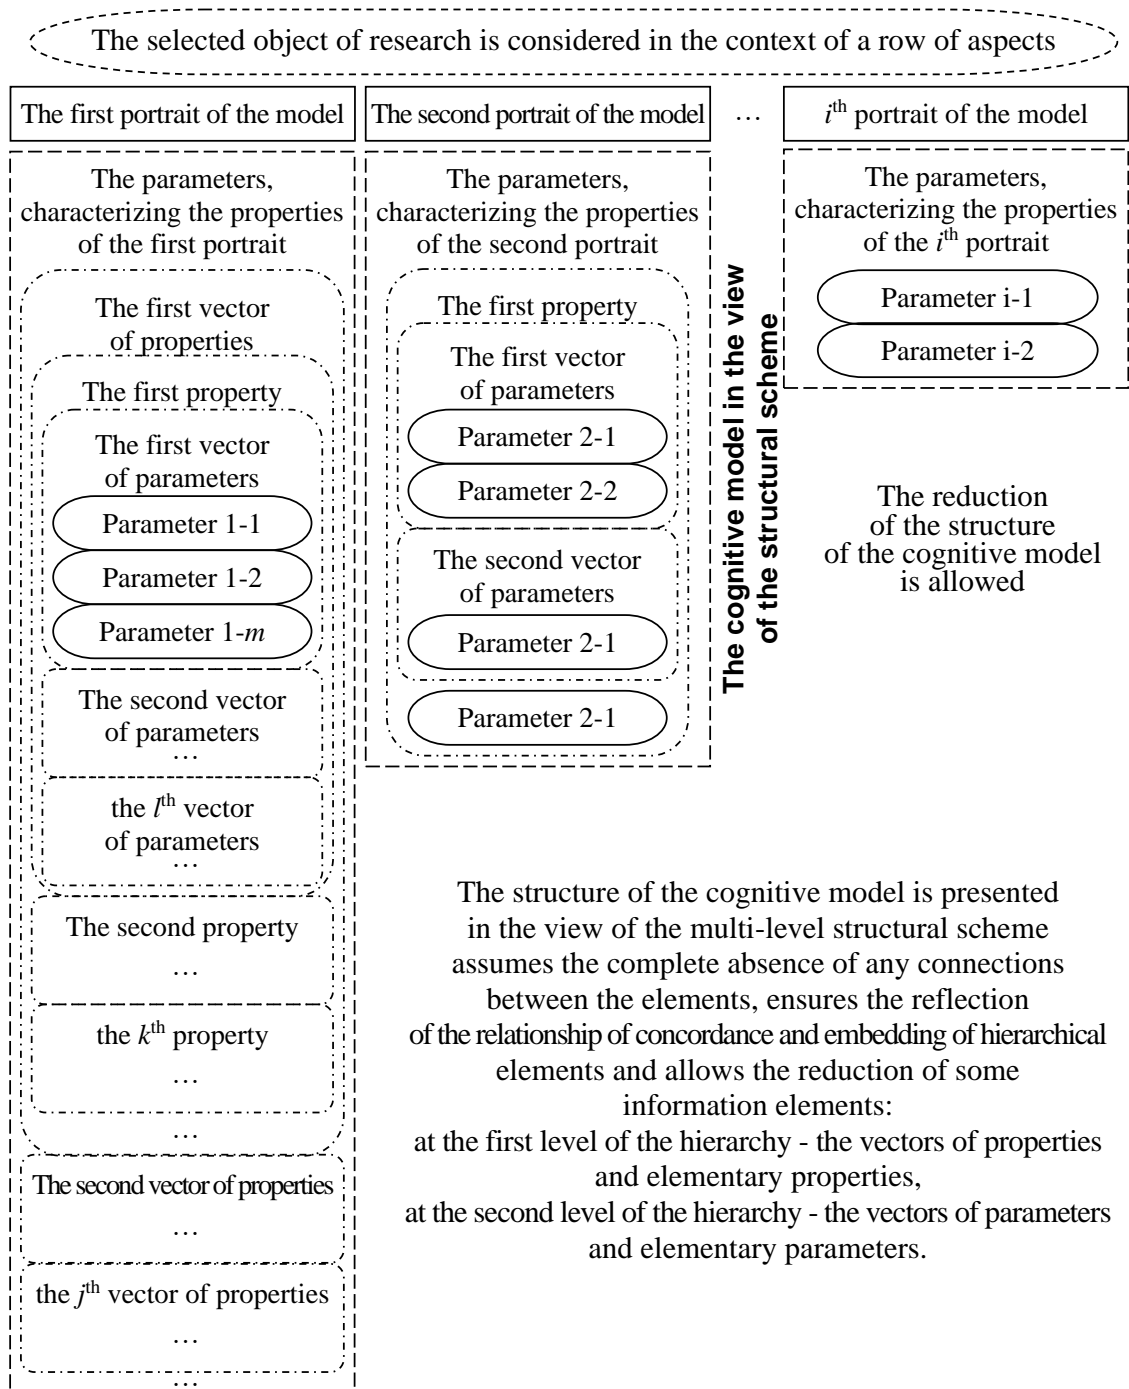 The selected object of research is considered in the context of a row of aspects
The first portrait of the model
The second portrait of the model
…
i^th portrait of the model
The parameters,
characterizing the properties
of the first portrait
The first vector
of properties
The first property
The first vector
of parameters
Parameter 1-1
Parameter 1-2
Parameter 1-m
The second vector
of parameters
…
the l^th vector
of parameters
…
The second property
…
the k^th property
…
…
The second vector of properties
…
the j^th vector of properties
…
…
The parameters,
characterizing the properties
of the second portrait
The first property
The first vector
of parameters
Parameter 2-1
Parameter 2-2
The second vector
of parameters
Parameter 2-1
Parameter 2-1
The cognitive model in the view
of the structural scheme
The parameters,
characterizing the properties
of the i^th portrait
Parameter i-1
Parameter i-2
The reduction
of the structure
of the cognitive model
is allowed
The structure of the cognitive model is presented
in the view of the multi-level structural scheme
assumes the complete absence of any connections
between the elements, ensures the reflection
of the relationship of concordance and embedding of hierarchical
elements and allows the reduction of some
information elements:
at the first level of the hierarchy - the vectors of properties
and elementary properties,
at the second level of the hierarchy - the vectors of parameters
and elementary parameters.